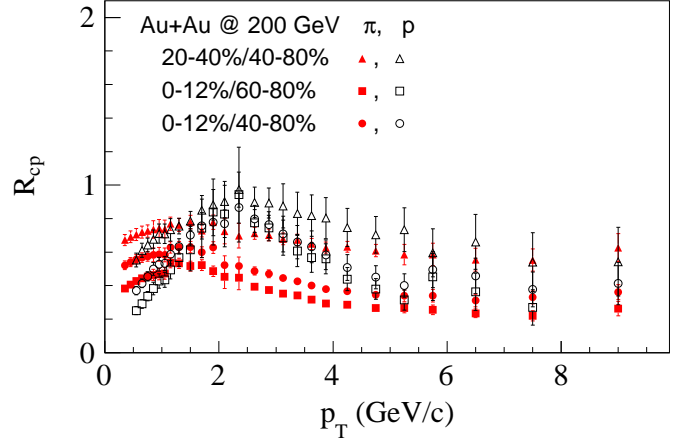 Au+Au @ 200 GeV π, p
20-40%/40-80% ,
0-12%/60-80% ,
0-12%/40-80% ,
R_cp
2
1
0
0 2 4 6 8
p_T (GeV/c)